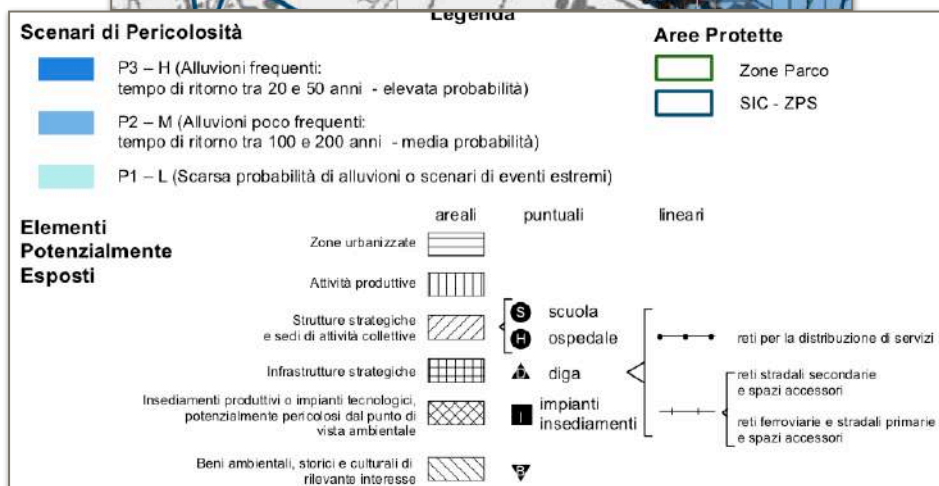 Legenda
Scenari di Pericolosità
P3 – H (Alluvioni frequenti:
tempo di ritorno tra 20 e 50 anni - elevata probabilità)
P2 – M (Alluvioni poco frequenti:
tempo di ritorno tra 100 e 200 anni - media probabilità)
P1 – L (Scarsa probabilità di alluvioni o scenari di eventi estremi)
Aree Protette
Zone Parco
SIC - ZPS
Elementi
Potenzialmente
Esposti
areali puntuali lineari
Zone urbanizzate
Attività produttive
Strutture strategiche
e sedi di attività collettive
S scuola
H ospedale
Infrastrutture strategiche
D diga
Insediamenti produttivi o impianti tecnologici,
potenzialmente pericolosi dal punto di
vista ambientale
I impianti
insediamenti
Beni ambientali, storici e culturali di
rilevante interesse
B
reti per la distribuzione di servizi
reti stradali secondarie
e spazi accessori
reti ferroviarie e stradali primarie
e spazi accessori